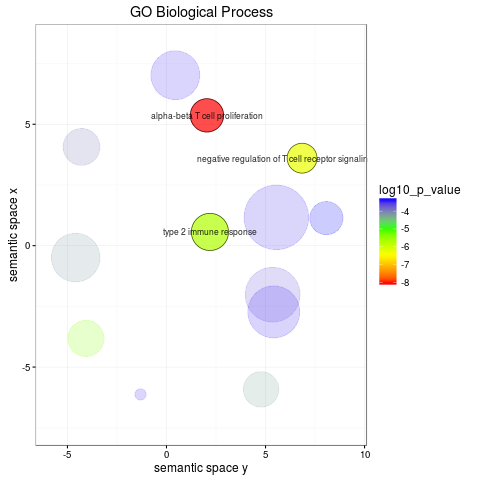 GO Biological Process
alpha-beta T cell proliferation
negative regulation of T cell receptor signalin
type 2 immune response
5
0
-5
-5
0
5
10
semantic space x
semantic space y
log10_p_value
-4
-5
-6
-7
-8